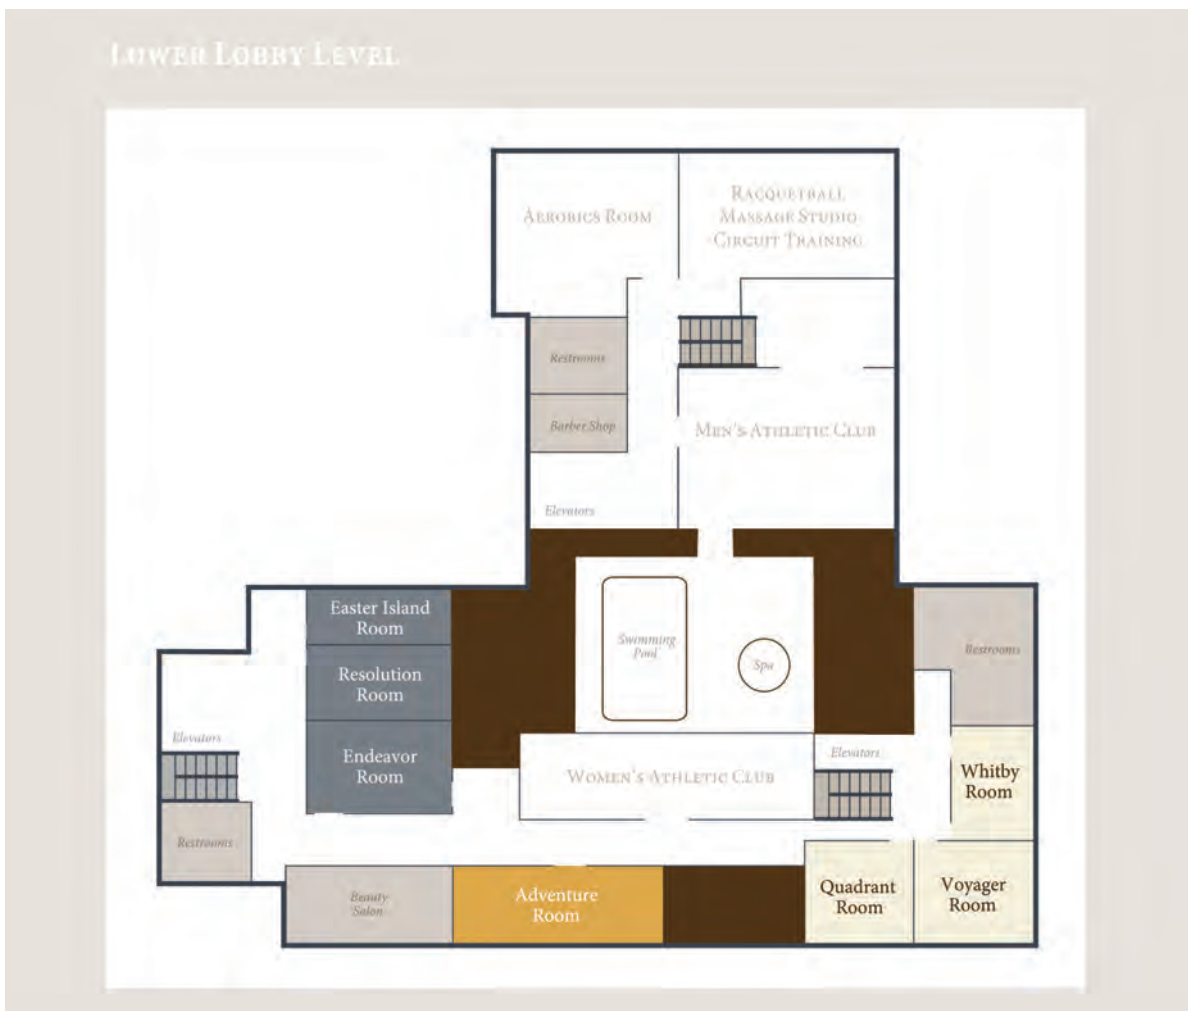 LOWER LOBBY LEVEL
AEROBICS ROOM
RACQUETBALL
MASSAGE STUDIO
CIRCUIT TRAINING
Restrooms
Barber Shop
MEN'S ATHLETIC CLUB
Elevators
Easter Island
Room
Resolution
Room
Endeavor
Room
Swimming
Pool
Spa
Restrooms
Elevators
Restrooms
WOMEN'S ATHLETIC CLUB
Elevators
Whitby
Room
Beauty
Salon
Adventure
Room
Quadrant
Room
Voyager
Room